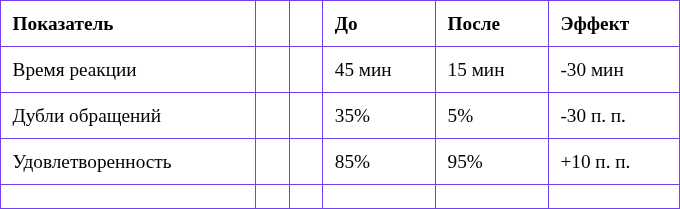 Показатель До После Эффект
Время реакции 45 мин 15 мин -30 мин
Дубли обращений 35% 5% -30 п. п.
Удовлетворенность 85% 95% +10 п. п.